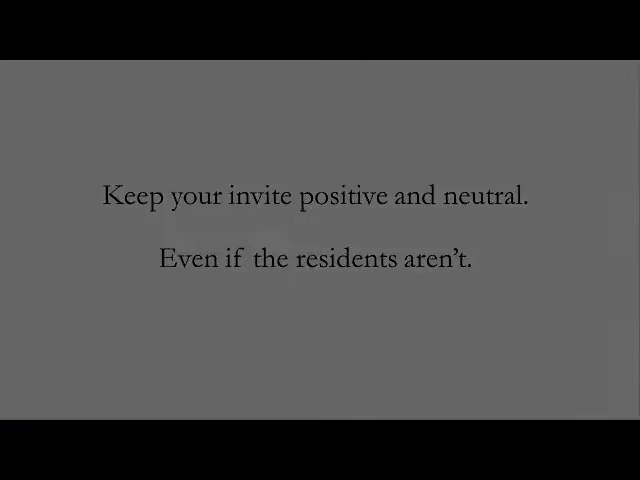 Keep your invite positive and neutral.
Even if the residents aren’t.